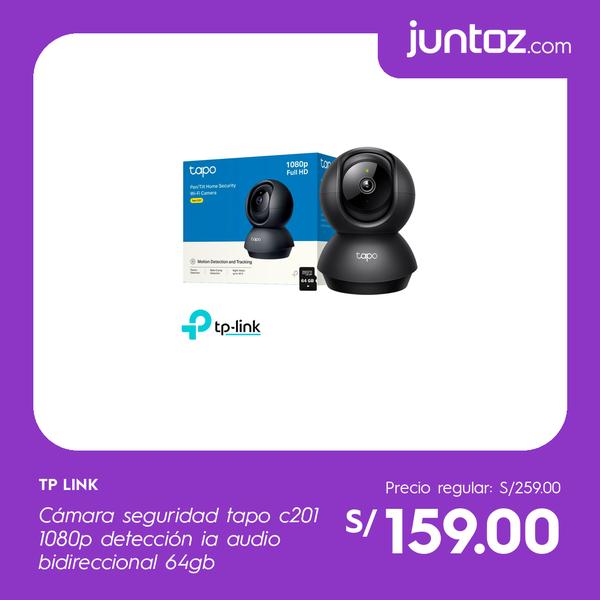 juntoz.com
tapo
1080p
Full HD
Pan/Tilt Home Security
Wi-Fi Camera
Motion Detection and Tracking
tapo
64 GB
tp-link
TP LINK
Precio regular: S/259.00
Cámara seguridad tapo c201
1080p detección ia audio
bidireccional 64gb
S/159.00